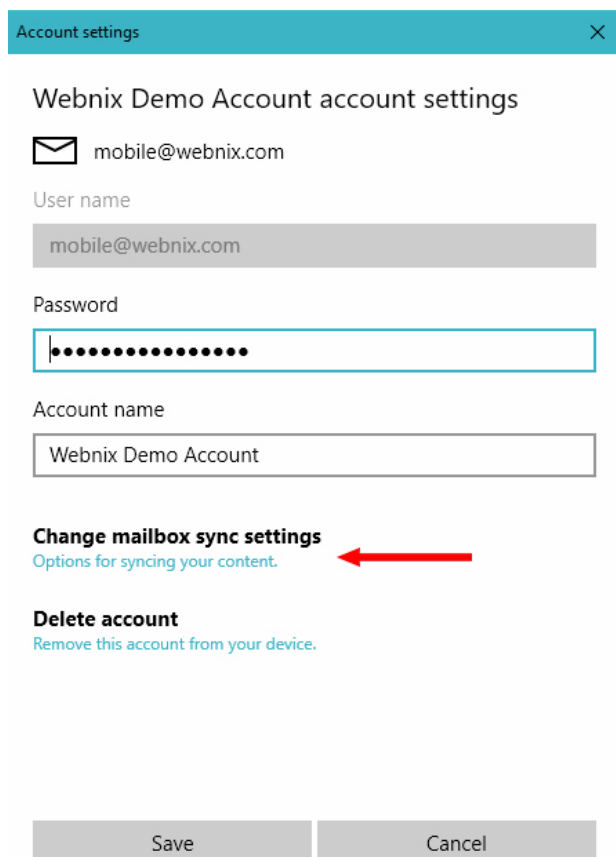 Account settings
Webnix Demo Account account settings
mobile@webnix.com
User name
mobile@webnix.com
Password
••••••••••••••••
Account name
Webnix Demo Account
Change mailbox sync settings
Options for syncing your content.
Delete account
Remove this account from your device.
Save Cancel